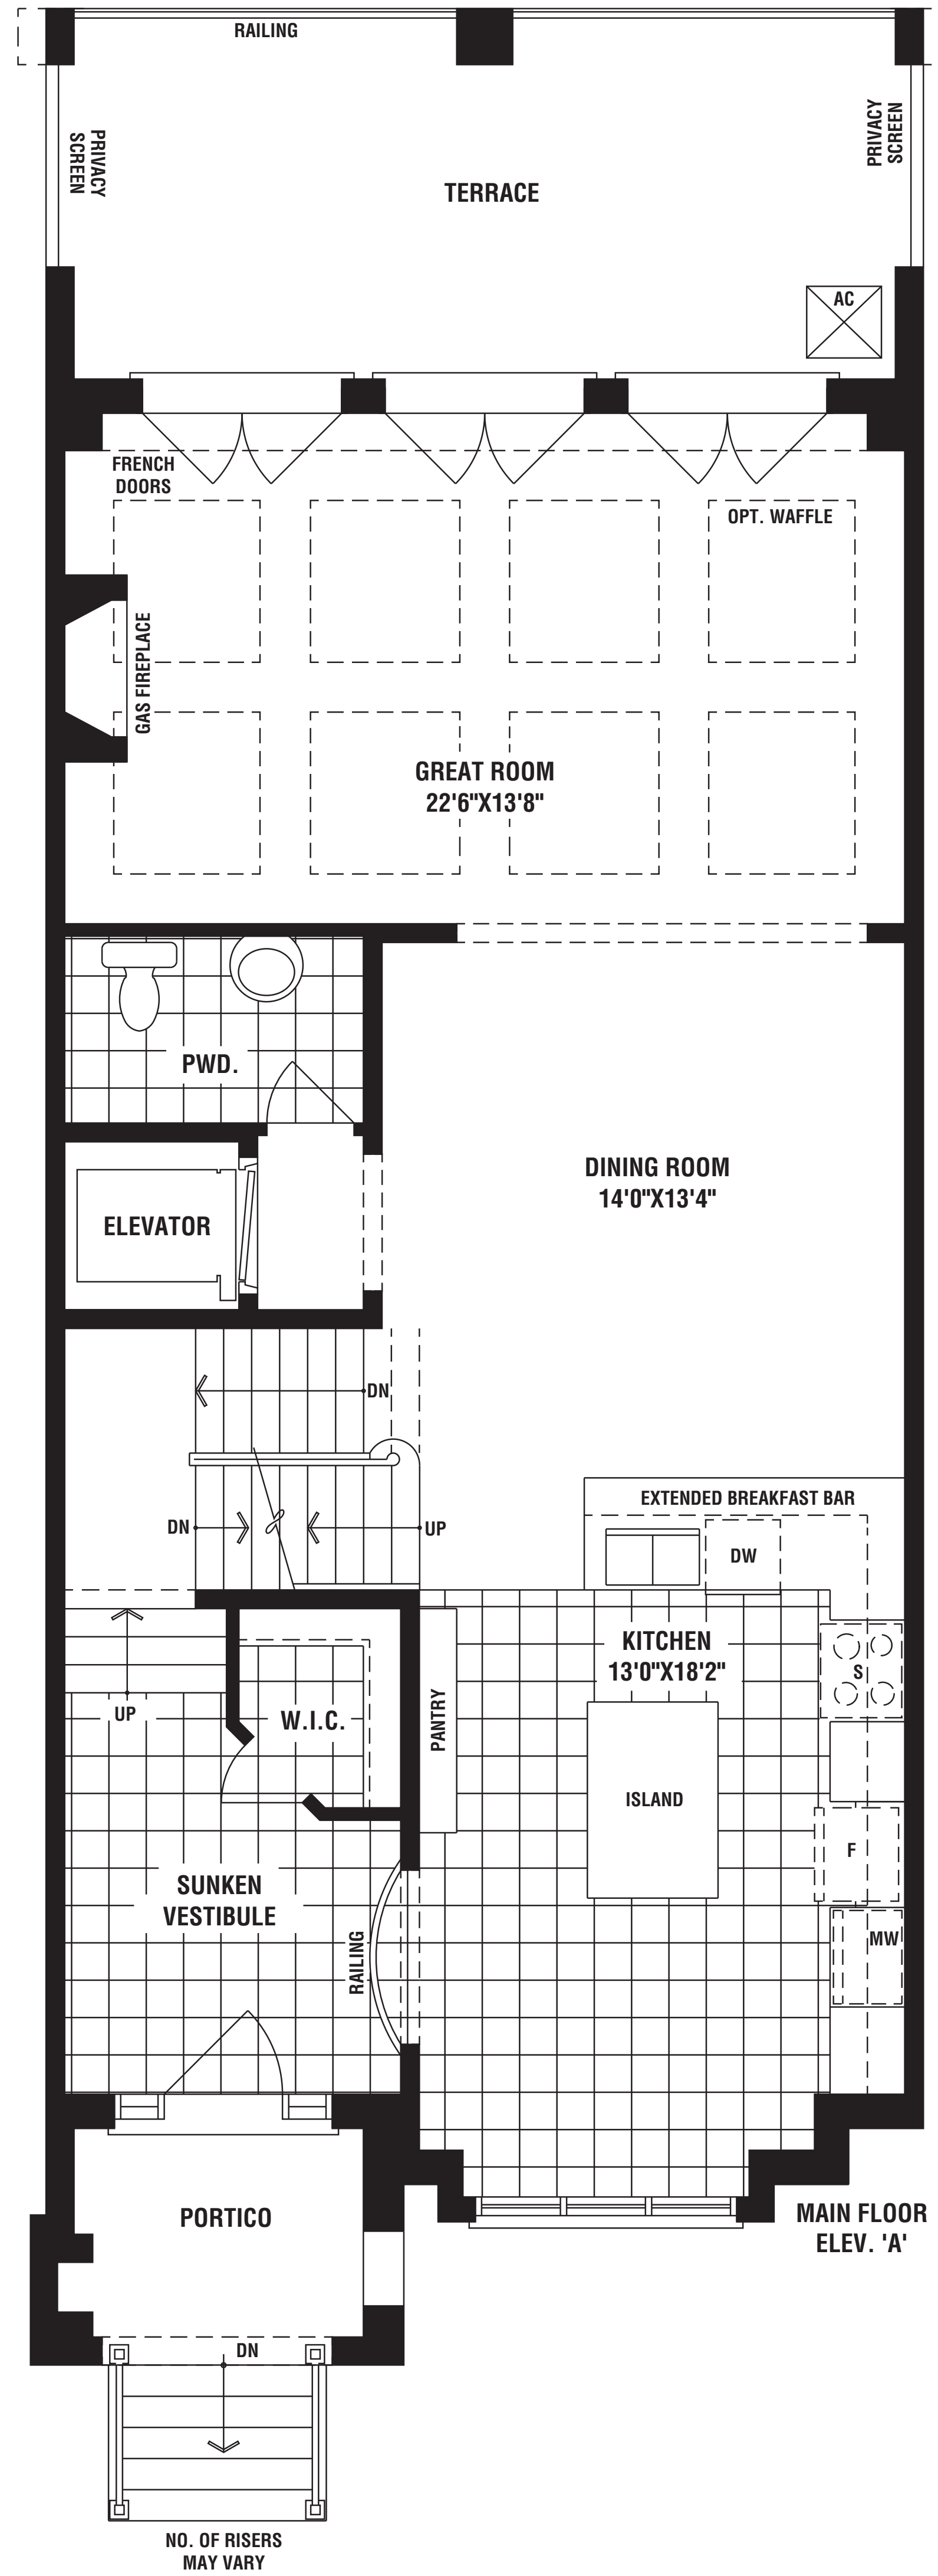 RAILING
PRIVACY
SCREEN
PRIVACY
SCREEN
TERRACE
AC
FRENCH
DOORS
OPT. WAFFLE
GAS FIREPLACE
GREAT ROOM
22'6"X13'8"
PWD.
DINING ROOM
14'0"X13'4"
ELEVATOR
DN
EXTENDED BREAKFAST BAR
DN
UP
DW
KITCHEN
13'0"X18'2"
S
UP
W.I.C.
PANTRY
ISLAND
F
SUNKEN
VESTIBULE
RAILING
MW
PORTICO
MAIN FLOOR
ELEV. 'A'
DN
NO. OF RISERS
MAY VARY